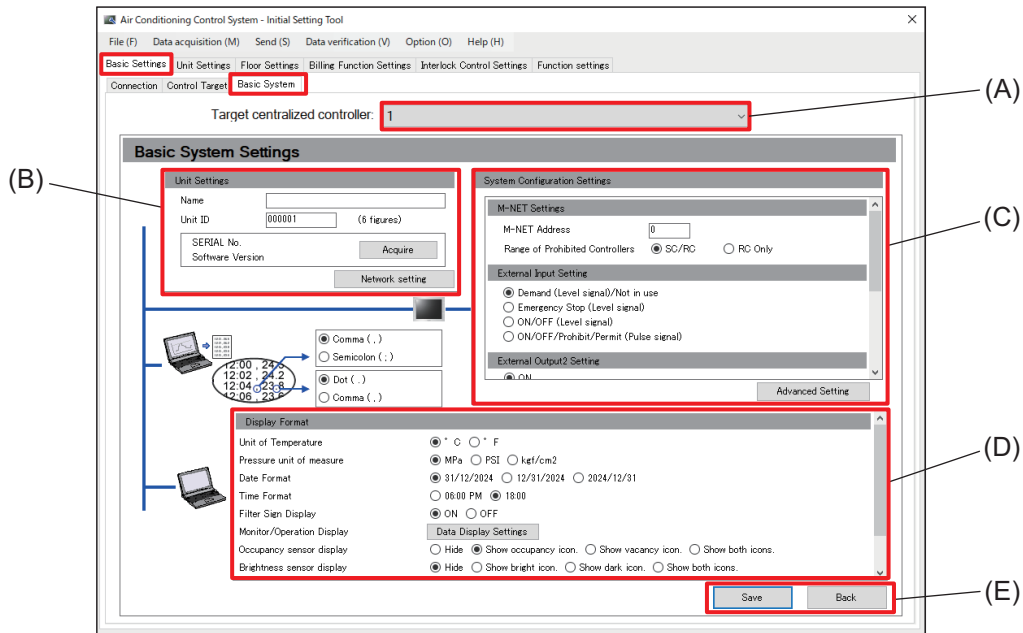 Air Conditioning Control System - Initial Setting Tool
File (F) Data acquisition (M) Send (S) Data verification (V) Option (O) Help (H)
Basic Settings Unit Settings Floor Settings Billing Function Settings Interlock Control Settings Function settings
Connection Control Target Basic System
(A)
Target centralized controller: 1
Basic System Settings
(B)
Unit Settings
Name
Unit ID 000001 (6 figures)
SERIAL No.
Software Version
Acquire
Network setting
System Configuration Settings
(C)
M-NET Settings
M-NET Address 0
Range of Prohibited Controllers SC/RC RC Only
External Input Setting
Demand (Level signal)/Not in use
Emergency Stop (Level signal)
ON/OFF (Level signal)
ON/OFF/Prohibit/Permit (Pulse signal)
External Output2 Setting
ON
Advanced Setting
Comma ( , )
Semicolon ( ; )
Dot ( . )
Comma ( , )
12:02 , 24.2
12:04 , 23.8
12:06 , 23.6
Display Format
(D)
Unit of Temperature ° C ° F
Pressure unit of measure MPa PSI kgf/cm2
Date Format 31/12/2024 12/31/2024 2024/12/31
Time Format 06:00 PM 18:00
Filter Sign Display ON OFF
Monitor/Operation Display Data Display Settings
Occupancy sensor display Hide Show occupancy icon. Show vacancy icon. Show both icons.
Brightness sensor display Hide Show bright icon. Show dark icon. Show both icons.
Save Back
(E)